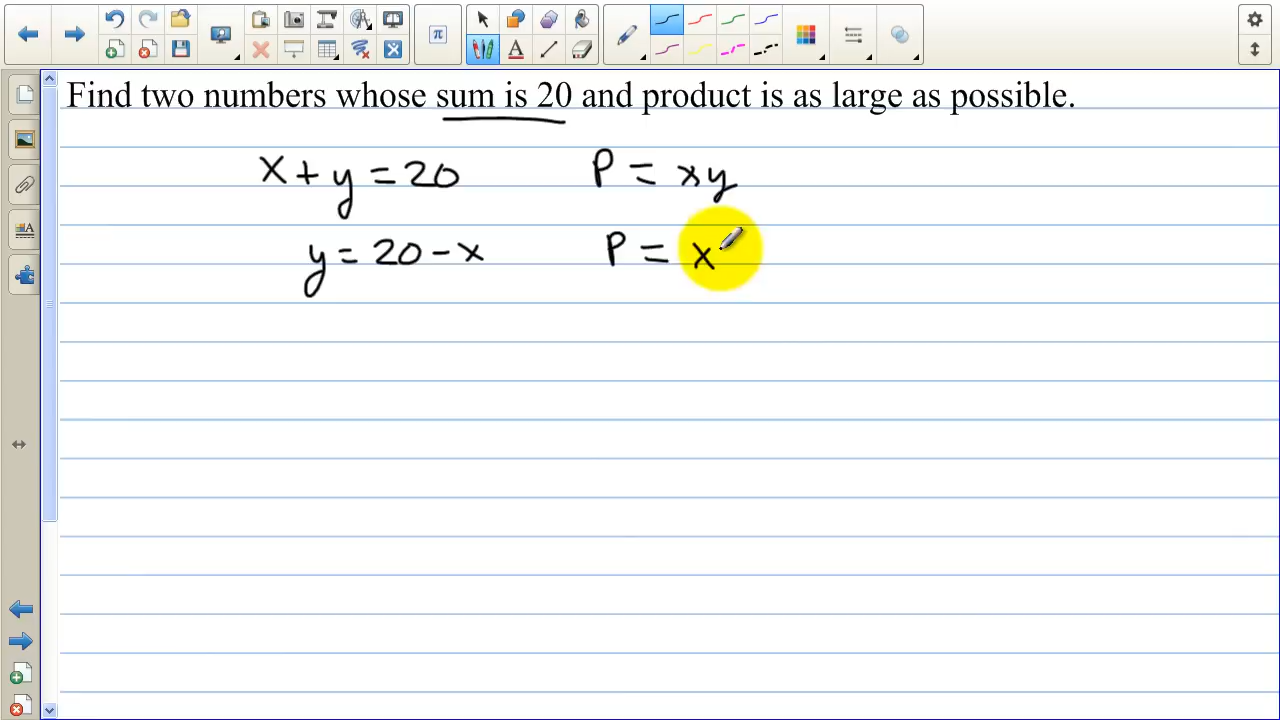 Find two numbers whose sum is 20 and product is as large as possible.
x + y = 20 P = xy
y = 20 - x P = x